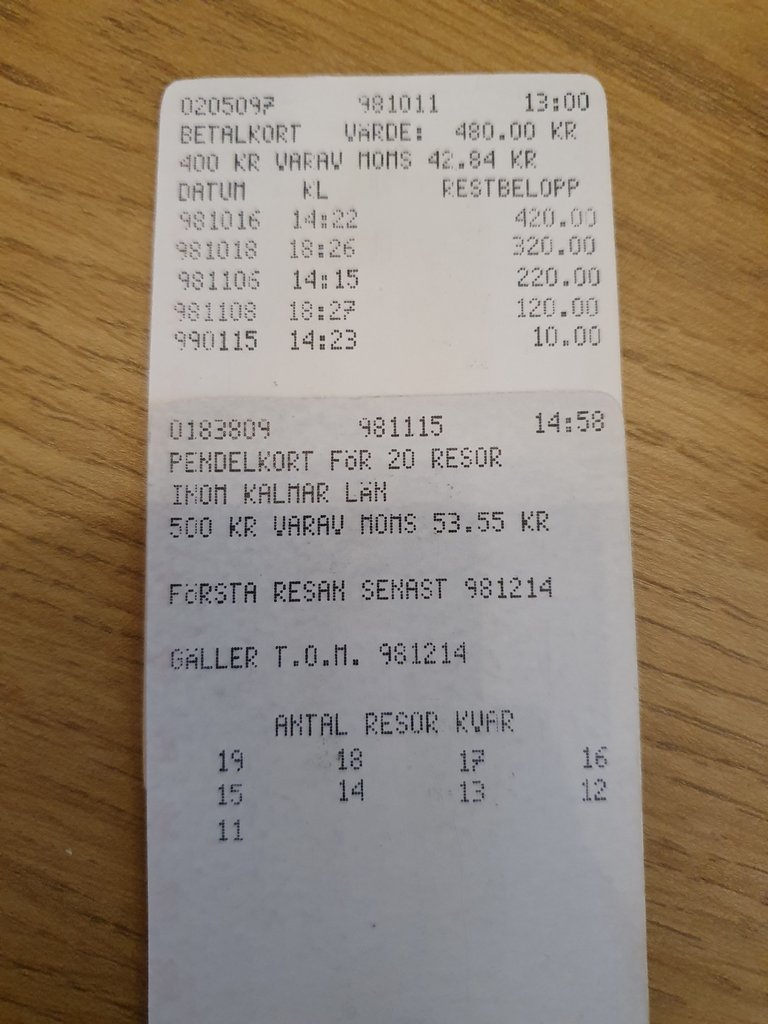 0205097 981011 13:00
BETALKORT VÄRDE: 480.00 KR
400 KR VARAV MOMS 42.84 KR
DATUM KL RESTBELOPP
981016 14:22 420.00
981018 18:26 320.00
981106 14:15 220.00
981108 18:27 120.00
990115 14:23 10.00
0183809 981115 14:58
PENDELKORT FöR 20 RESOR
INOM KALMAR LÄN
500 KR VARAV MOMS 53.55 KR
FöRSTA RESAN SENAST 981214
GÄLLER T.O.M. 981214
ANTAL RESOR KVAR
19 18 17 16
15 14 13 12
11